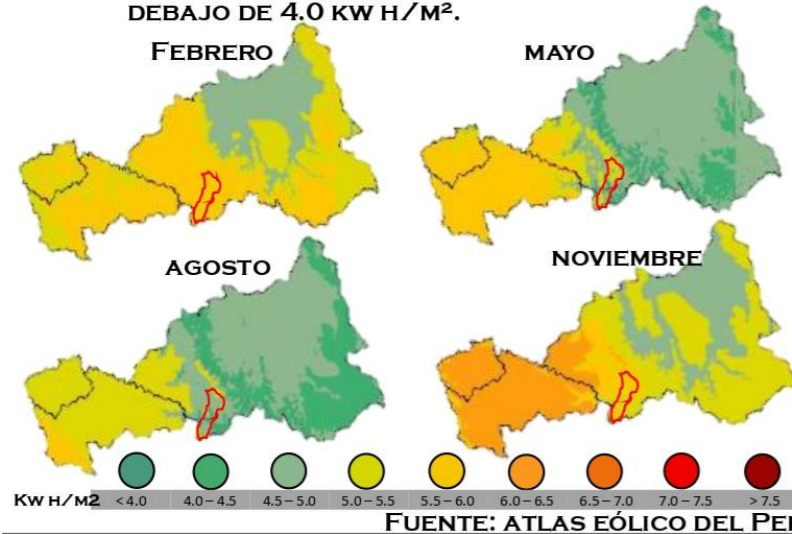 DEBAJO DE 4.0 KW H/M².
FEBRERO
MAYO
AGOSTO
NOVIEMBRE
KW H/M2 < 4.0 4.0 – 4.5 4.5 – 5.0 5.0 – 5.5 5.5 – 6.0 6.0 – 6.5 6.5 – 7.0 7.0 – 7.5 > 7.5
FUENTE: ATLAS EÓLICO DEL PE